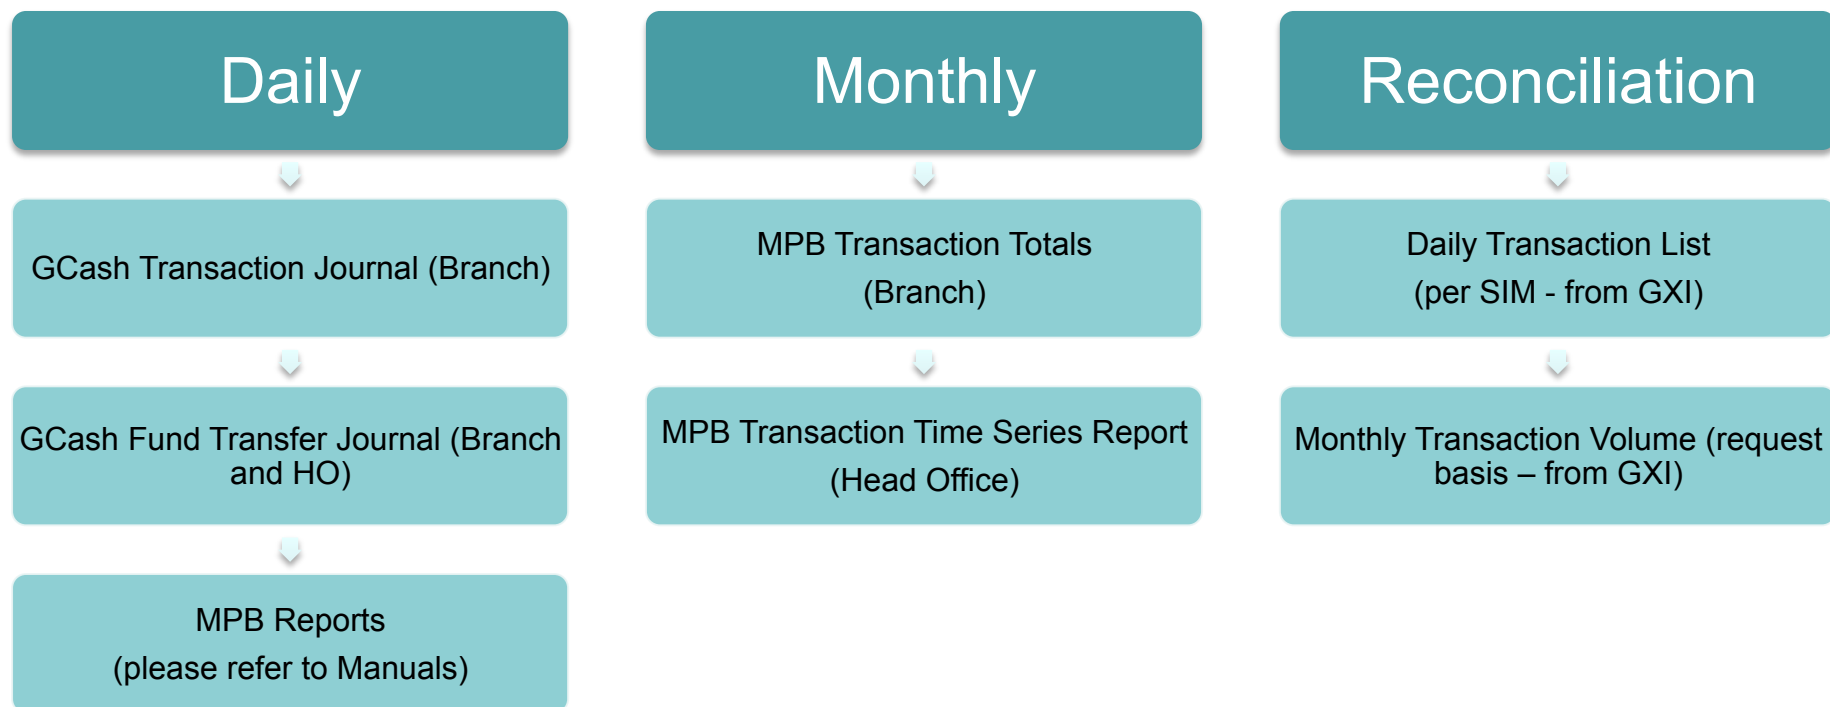 Daily
GCash Transaction Journal (Branch)
GCash Fund Transfer Journal (Branch
and HO)
MPB Reports
(please refer to Manuals)
Monthly
MPB Transaction Totals
(Branch)
MPB Transaction Time Series Report
(Head Office)
Reconciliation
Daily Transaction List
(per SIM - from GXI)
Monthly Transaction Volume (request
basis – from GXI)